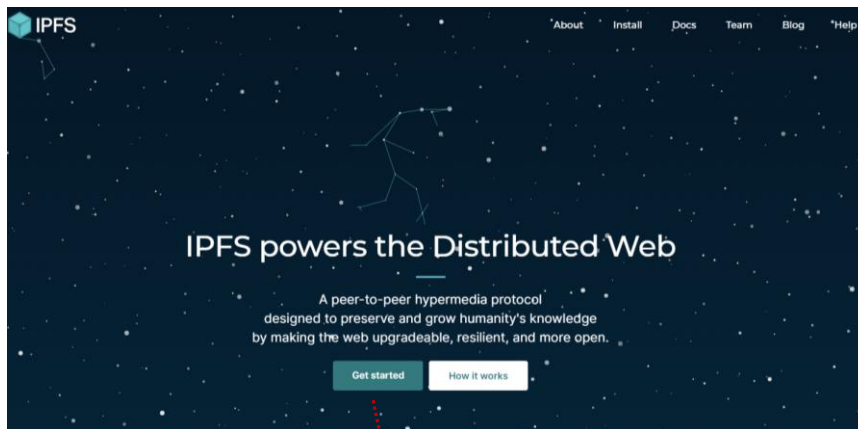 IPFS
About Install Docs Team Blog Help
IPFS powers the Distributed Web
A peer-to-peer hypermedia protocol
designed to preserve and grow humanity's knowledge
by making the web upgradeable, resilient, and more open.
Get started How it works